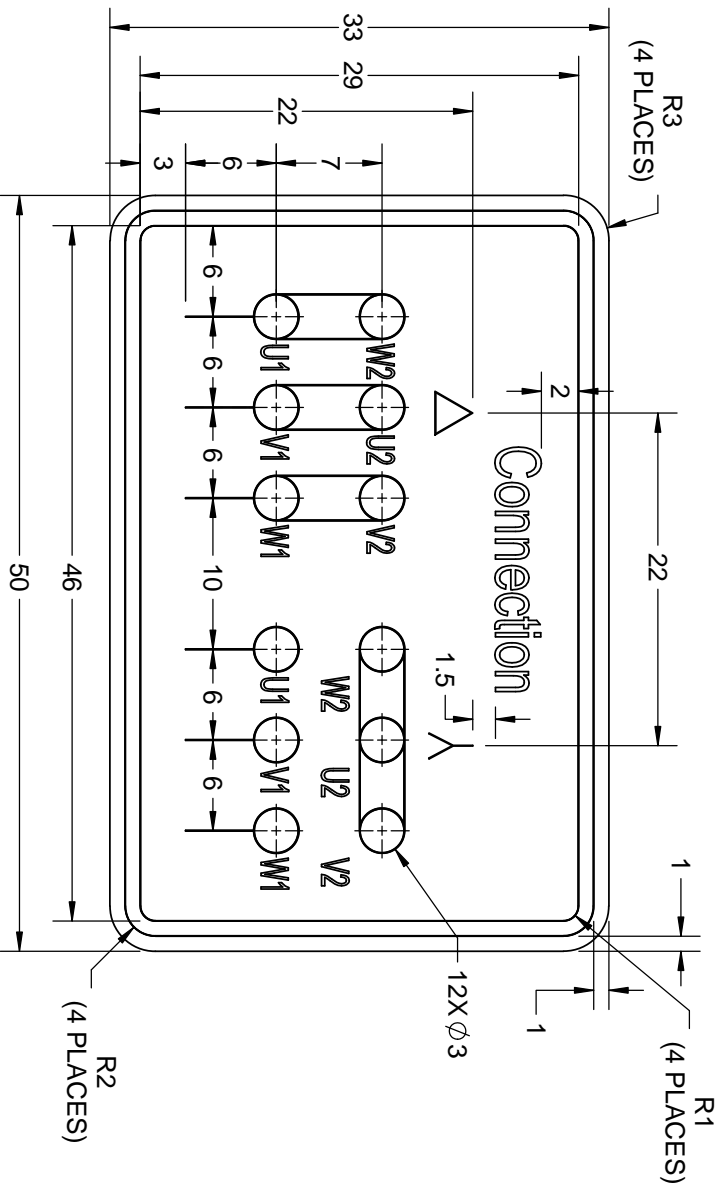 R1
(4 PLACES)
R3
(4 PLACES)
22
1
1
2
Connection
12X Ø3
1.5
33
29
22
W2 U2 V2
W2 U2 V2
7
U1 V1 W1 U1 V1 W1
6
6 6 6 10 6 6
3
R2
(4 PLACES)
46
50